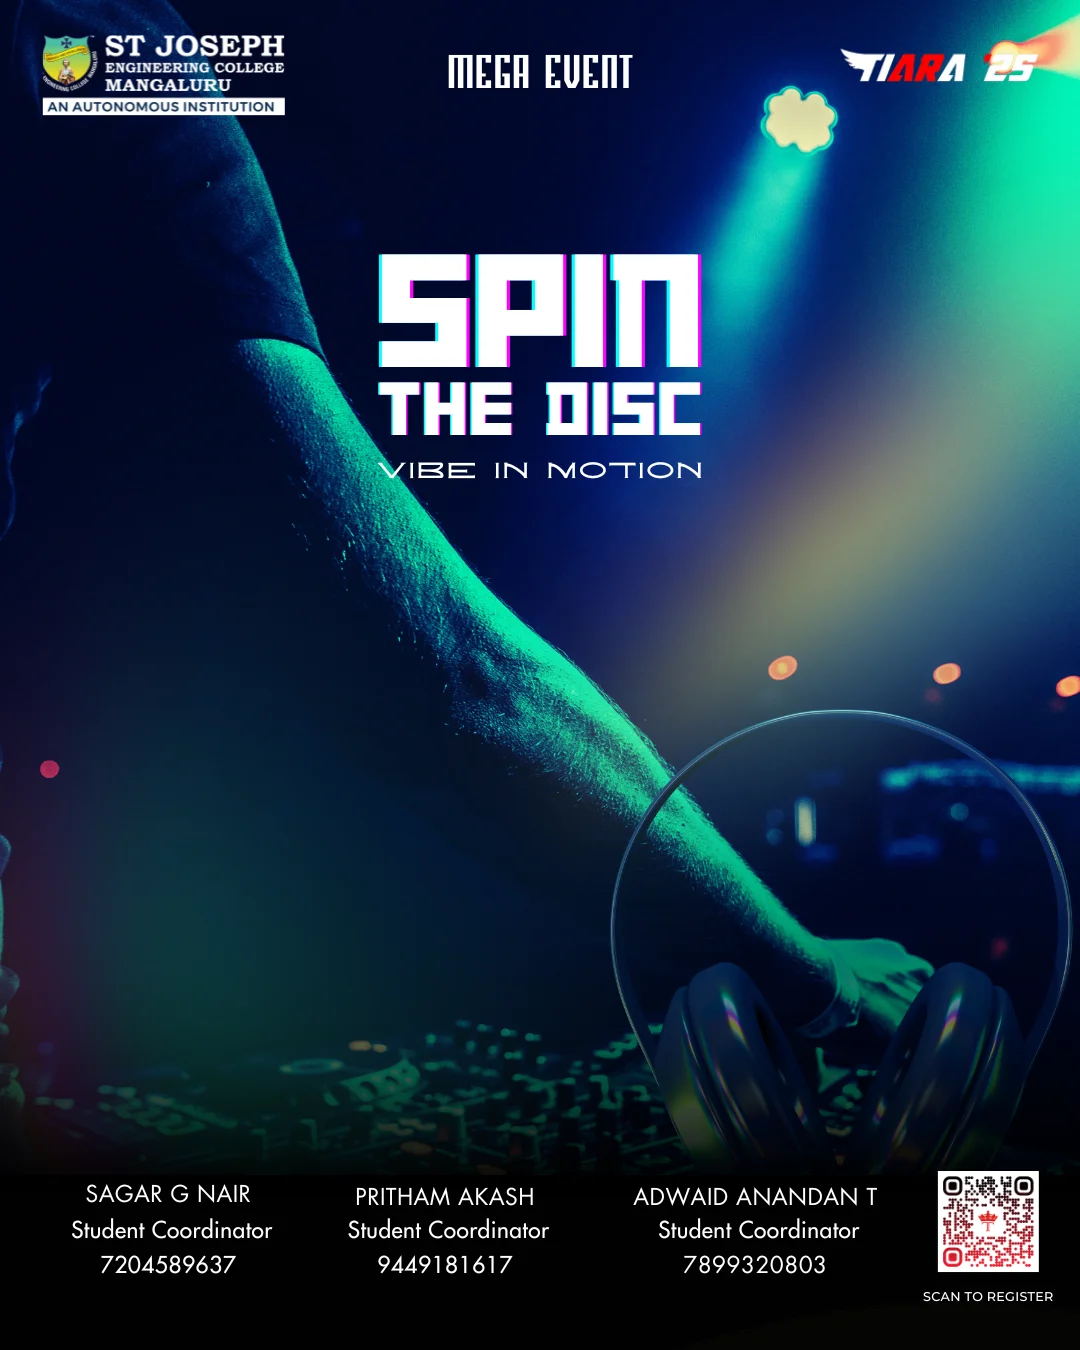 ST JOSEPH
ENGINEERING COLLEGE
MANGALURU
AN AUTONOMOUS INSTITUTION
MEGA EVENT
TIARA '25
SPIN
THE DISC
VIBE IN MOTION
SAGAR G NAIR
Student Coordinator
7204589637
PRITHAM AKASH
Student Coordinator
9449181617
ADWAID ANANDAN T
Student Coordinator
7899320803
SCAN TO REGISTER